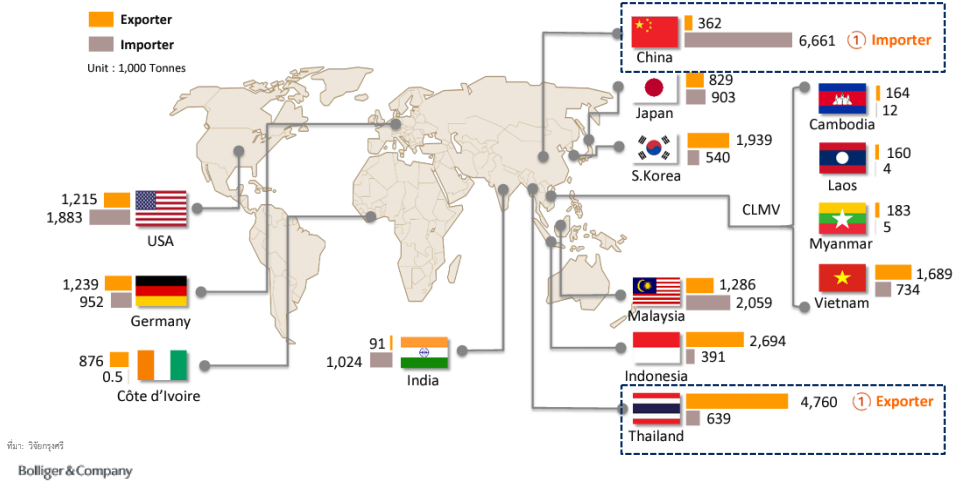 Exporter
Importer
Unit : 1,000 Tonnes
362
6,661
1 Importer
China
829
903
Japan
1,939
540
S.Korea
164
12
Cambodia
160
4
Laos
CLMV
183
5
Myanmar
1,689
734
Vietnam
1,215
1,883
USA
1,239
952
Germany
876
0.5
Côte d'Ivoire
91
1,024
India
1,286
2,059
Malaysia
2,694
391
Indonesia
4,760
1 Exporter
639
Thailand
ที่มา: วิจัยกรุงศรี
Bolliger & Company